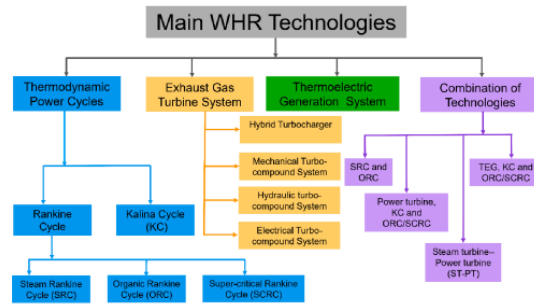 Main WHR Technologies
Thermodynamic
Power Cycles
Exhaust Gas
Turbine System
Thermoelectric
Generation System
Combination of
Technologies
Hybrid Turbocharger
Mechanical Turbo-
compound System
Hydraulic turbo-
compound System
Electrical Turbo-
compound System
SRC and
ORC
TEG, KC and
ORC/SCRC
Power turbine,
KC and
ORC/SCRC
Steam turbine–
Power turbine
(ST-PT)
Rankine
Cycle
Kalina Cycle
(KC)
Steam Rankine
Cycle (SRC)
Organic Rankine
Cycle (ORC)
Super-critical Rankine
Cycle (SCRC)